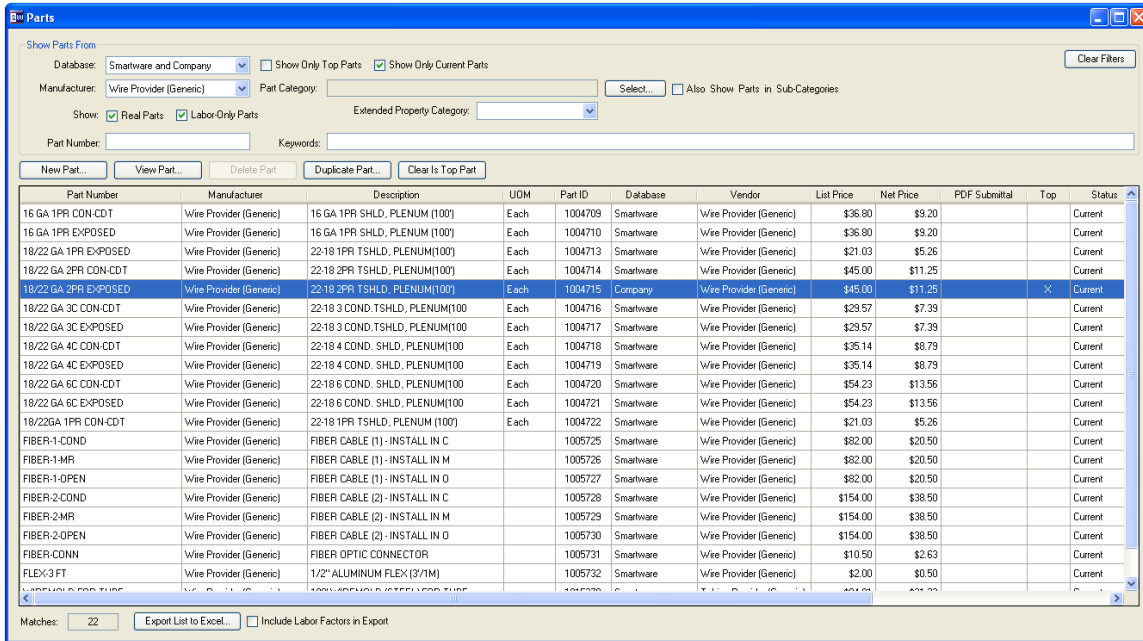 SW Parts
Show Parts From
Database: Smartware and Company Show Only Top Parts Show Only Current Parts Clear Filters
Manufacturer: Wire Provider (Generic) Part Category: Select... Also Show Parts in Sub-Categories
Show: Real Parts Labor-Only Parts Extended Property Category:
Part Number: Keywords:
New Part... View Part... Delete Part Duplicate Part... Clear Is Top Part
Part Number Manufacturer Description UOM Part ID Database Vendor List Price Net Price PDF Submittal Top Status
16 GA 1PR CON-CDT Wire Provider (Generic) 16 GA 1PR SHLD, PLENUM (100') Each 1004709 Smartware Wire Provider (Generic) $36.80 $9.20 Current
16 GA 1PR EXPOSED Wire Provider (Generic) 16 GA 1PR SHLD, PLENUM (100') Each 1004710 Smartware Wire Provider (Generic) $36.80 $9.20 Current
18/22 GA 1PR EXPOSED Wire Provider (Generic) 22-18 1PR TSHLD, PLENUM(100') Each 1004713 Smartware Wire Provider (Generic) $21.03 $5.26 Current
18/22 GA 2PR CON-CDT Wire Provider (Generic) 22-18 2PR TSHLD, PLENUM(100') Each 1004714 Smartware Wire Provider (Generic) $45.00 $11.25 Current
18/22 GA 2PR EXPOSED Wire Provider (Generic) 22-18 2PR TSHLD, PLENUM(100') Each 1004715 Company Wire Provider (Generic) $45.00 $11.25 X Current
18/22 GA 3C CON-CDT Wire Provider (Generic) 22-18 3 COND.TSHLD, PLENUM(100 Each 1004716 Smartware Wire Provider (Generic) $29.57 $7.39 Current
18/22 GA 3C EXPOSED Wire Provider (Generic) 22-18 3 COND.TSHLD, PLENUM(100 Each 1004717 Smartware Wire Provider (Generic) $29.57 $7.39 Current
18/22 GA 4C CON-CDT Wire Provider (Generic) 22-18 4 COND. SHLD, PLENUM(100 Each 1004718 Smartware Wire Provider (Generic) $35.14 $8.79 Current
18/22 GA 4C EXPOSED Wire Provider (Generic) 22-18 4 COND. SHLD, PLENUM(100 Each 1004719 Smartware Wire Provider (Generic) $35.14 $8.79 Current
18/22 GA 6C CON-CDT Wire Provider (Generic) 22-18 6 COND. SHLD, PLENUM(100 Each 1004720 Smartware Wire Provider (Generic) $54.23 $13.56 Current
18/22 GA 6C EXPOSED Wire Provider (Generic) 22-18 6 COND. SHLD, PLENUM(100 Each 1004721 Smartware Wire Provider (Generic) $54.23 $13.56 Current
18/22GA 1PR CON-CDT Wire Provider (Generic) 22-18 1PR TSHLD, PLENUM (100') Each 1004722 Smartware Wire Provider (Generic) $21.03 $5.26 Current
FIBER-1-COND Wire Provider (Generic) FIBER CABLE (1) - INSTALL IN C 1005725 Smartware Wire Provider (Generic) $82.00 $20.50 Current
FIBER-1-MR Wire Provider (Generic) FIBER CABLE (1) - INSTALL IN M 1005726 Smartware Wire Provider (Generic) $82.00 $20.50 Current
FIBER-1-OPEN Wire Provider (Generic) FIBER CABLE (1) - INSTALL IN O 1005727 Smartware Wire Provider (Generic) $82.00 $20.50 Current
FIBER-2-COND Wire Provider (Generic) FIBER CABLE (2) - INSTALL IN C 1005728 Smartware Wire Provider (Generic) $154.00 $38.50 Current
FIBER-2-MR Wire Provider (Generic) FIBER CABLE (2) - INSTALL IN M 1005729 Smartware Wire Provider (Generic) $154.00 $38.50 Current
FIBER-2-OPEN Wire Provider (Generic) FIBER CABLE (2) - INSTALL IN O 1005730 Smartware Wire Provider (Generic) $154.00 $38.50 Current
FIBER-CONN Wire Provider (Generic) FIBER OPTIC CONNECTOR 1005731 Smartware Wire Provider (Generic) $10.50 $2.63 Current
FLEX-3 FT Wire Provider (Generic) 1/2" ALUMINUM FLEX (3'/1M) 1005732 Smartware Wire Provider (Generic) $2.00 $0.50 Current
Matches: 22 Export List to Excel... Include Labor Factors in Export